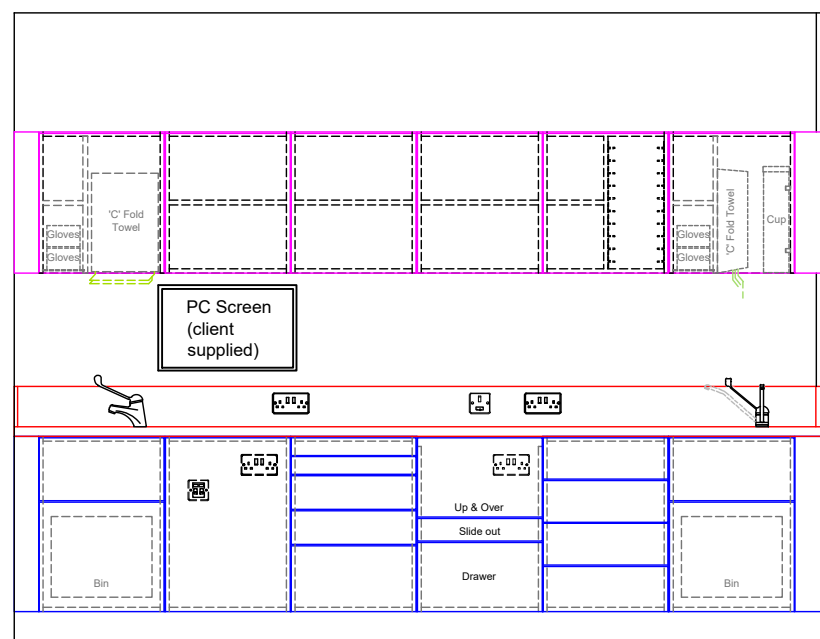 'C' Fold
Towel
Gloves
Gloves
'C' Fold Towel
Cup
Gloves
Gloves
PC Screen
(client
supplied)
Up & Over
Slide out
Drawer
Bin
Bin